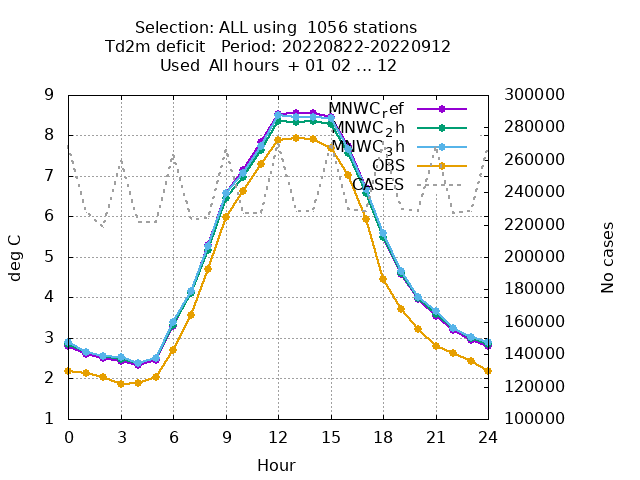 Selection: ALL using  1056 stations
Td2m deficit   Period: 20220822-20220912
Used  All hours + 01 02 ... 12
9 300000
8 280000
7 260000
6 240000
5 220000
4 200000
3 180000
2 160000
1 140000
120000
100000
MNWC_ref
MNWC_2h
MNWC_3h
OBS
CASES
deg C
No cases
0 3 6 9 12 15 18 21 24
Hour